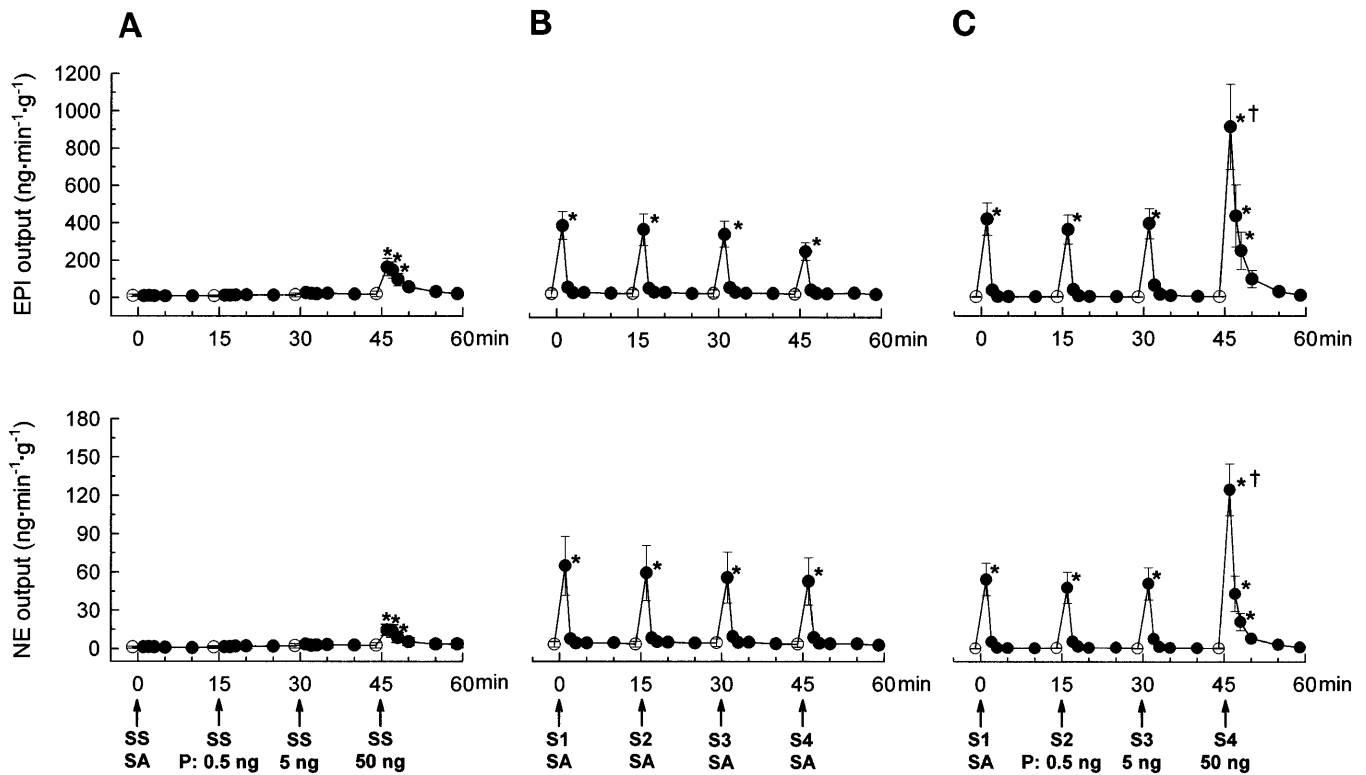 A B C
EPI output (ng·min⁻¹·g⁻¹)
1200
1000
800
600
400
200
0
* * *
* * * *
* * * * † * *
0 15 30 45 60min
0 15 30 45 60min
0 15 30 45 60min
NE output (ng·min⁻¹·g⁻¹)
180
150
120
90
60
30
0
* * *
* * * *
* * * * † * *
0 15 30 45 60min
0 15 30 45 60min
0 15 30 45 60min
SS SS SS SS
SA P: 0.5 ng 5 ng 50 ng
S1 S2 S3 S4
SA SA SA SA
S1 S2 S3 S4
SA P: 0.5 ng 5 ng 50 ng